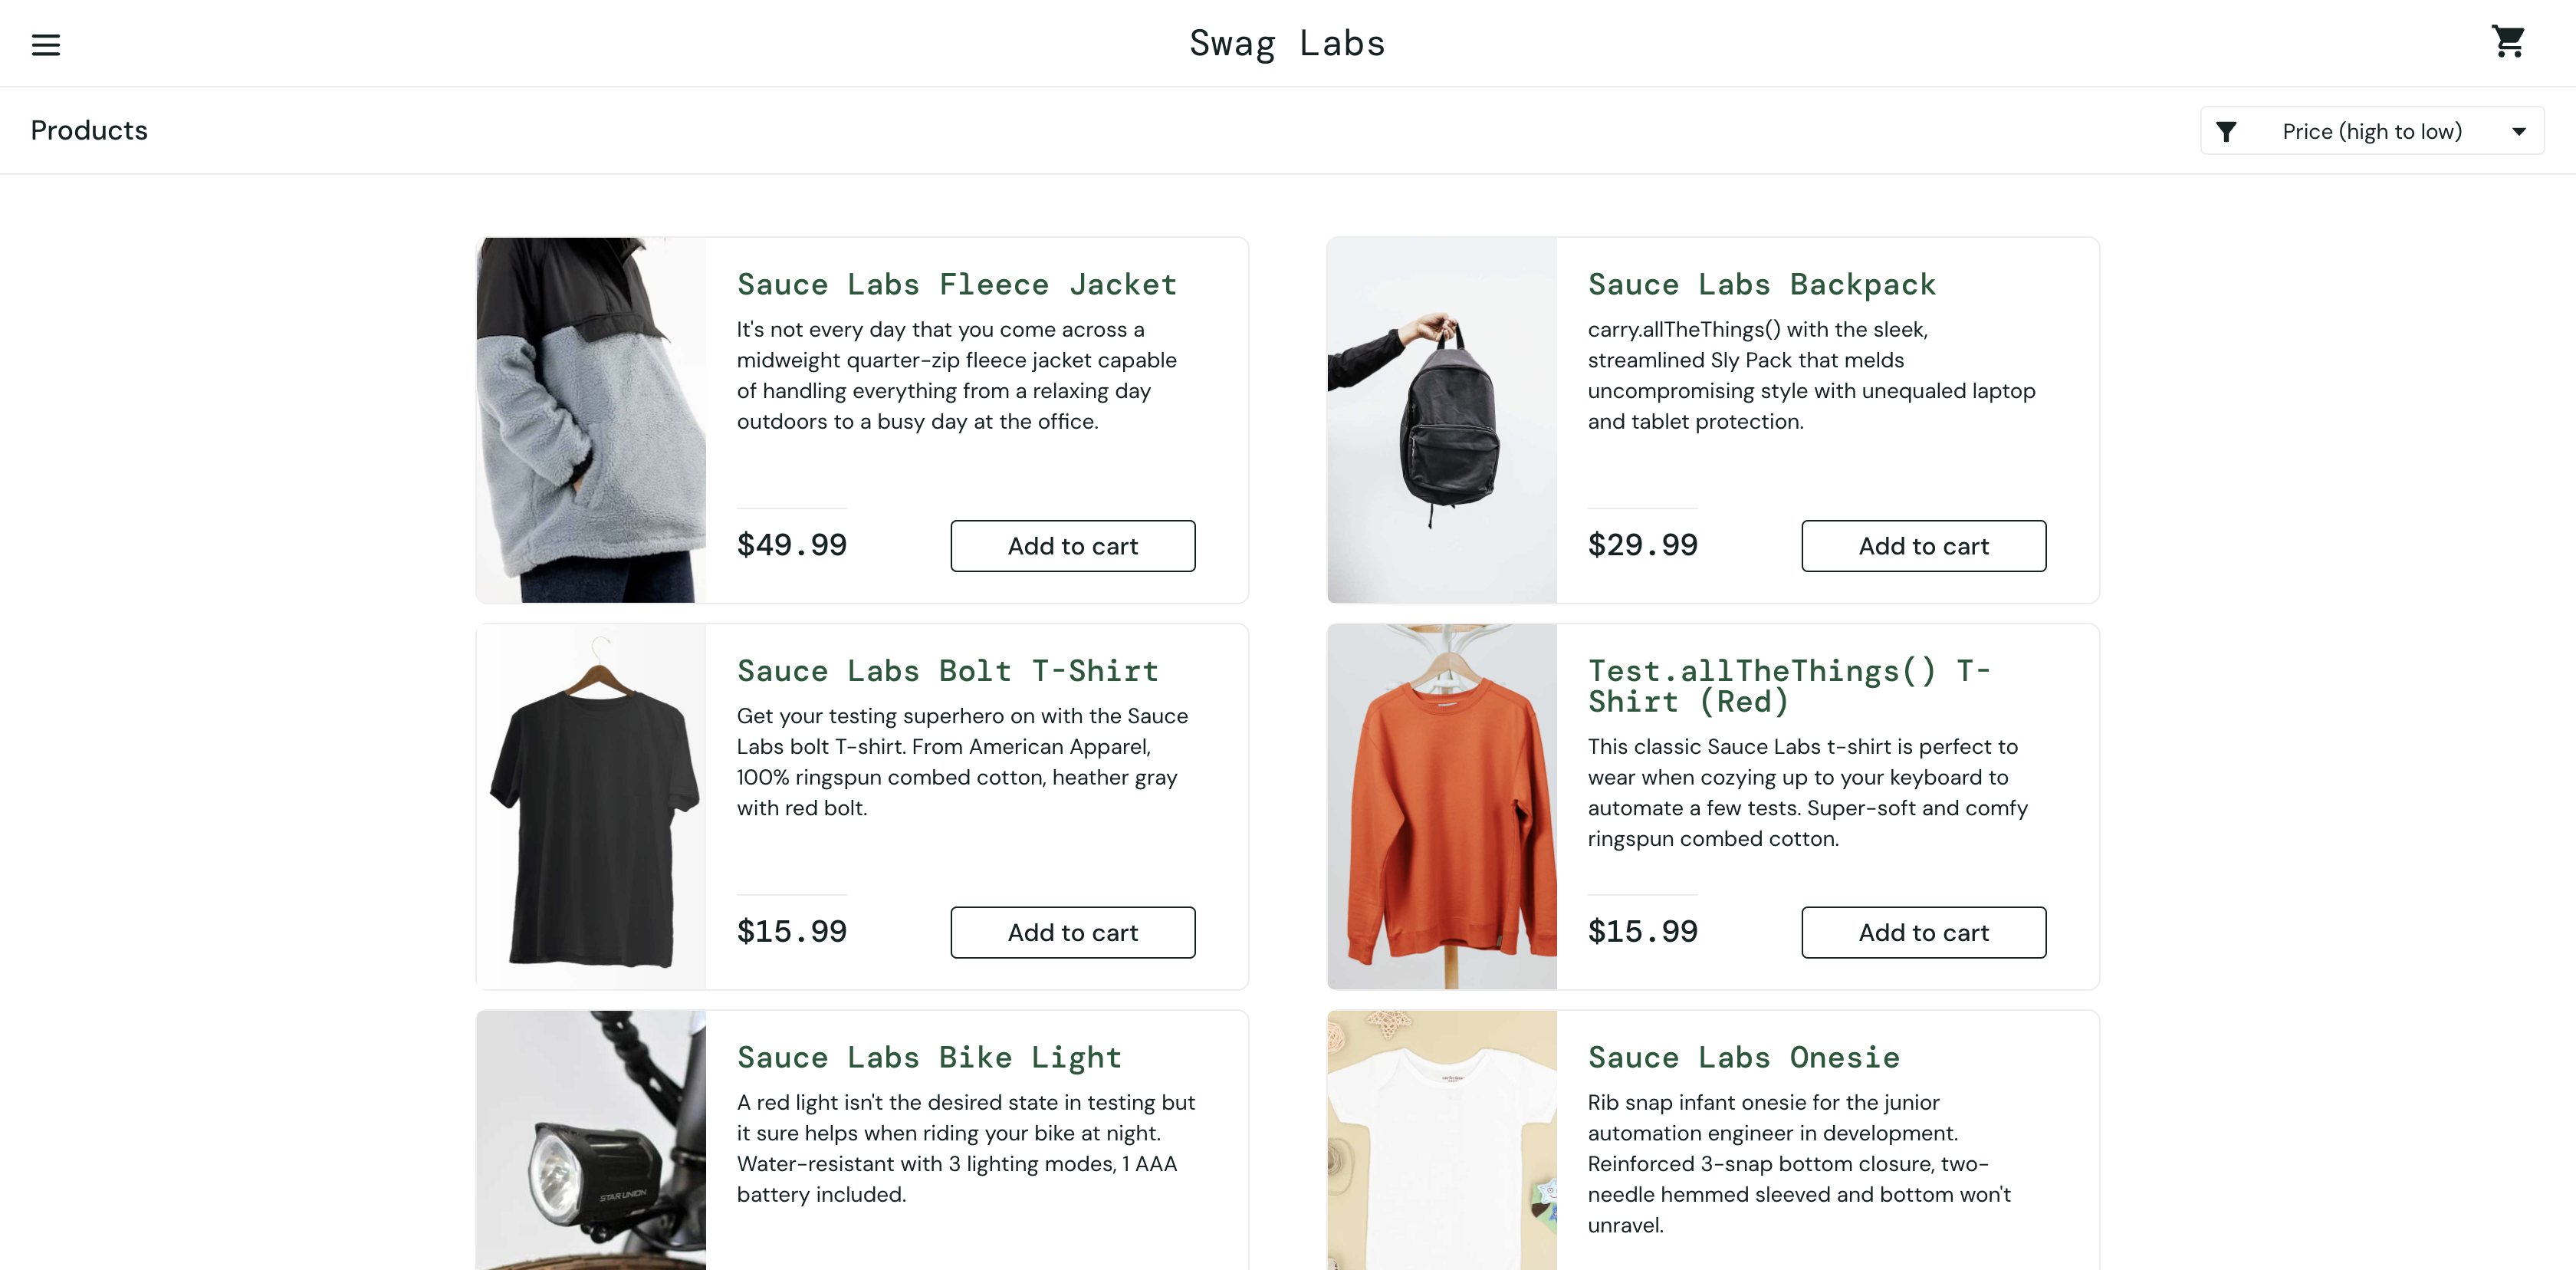 Swag Labs
Products
Price (high to low)
Sauce Labs Fleece Jacket
It's not every day that you come across a
midweight quarter-zip fleece jacket capable
of handling everything from a relaxing day
outdoors to a busy day at the office.
$49.99
Add to cart
Sauce Labs Backpack
carry.allTheThings() with the sleek,
streamlined Sly Pack that melds
uncompromising style with unequaled laptop
and tablet protection.
$29.99
Add to cart
Sauce Labs Bolt T-Shirt
Get your testing superhero on with the Sauce
Labs bolt T-shirt. From American Apparel,
100% ringspun combed cotton, heather gray
with red bolt.
$15.99
Add to cart
Test.allTheThings() T-
Shirt (Red)
This classic Sauce Labs t-shirt is perfect to
wear when cozying up to your keyboard to
automate a few tests. Super-soft and comfy
ringspun combed cotton.
$15.99
Add to cart
STAR UNION
Sauce Labs Bike Light
A red light isn't the desired state in testing but
it sure helps when riding your bike at night.
Water-resistant with 3 lighting modes, 1 AAA
battery included.
Sauce Labs Onesie
Rib snap infant onesie for the junior
automation engineer in development.
Reinforced 3-snap bottom closure, two-
needle hemmed sleeved and bottom won't
unravel.